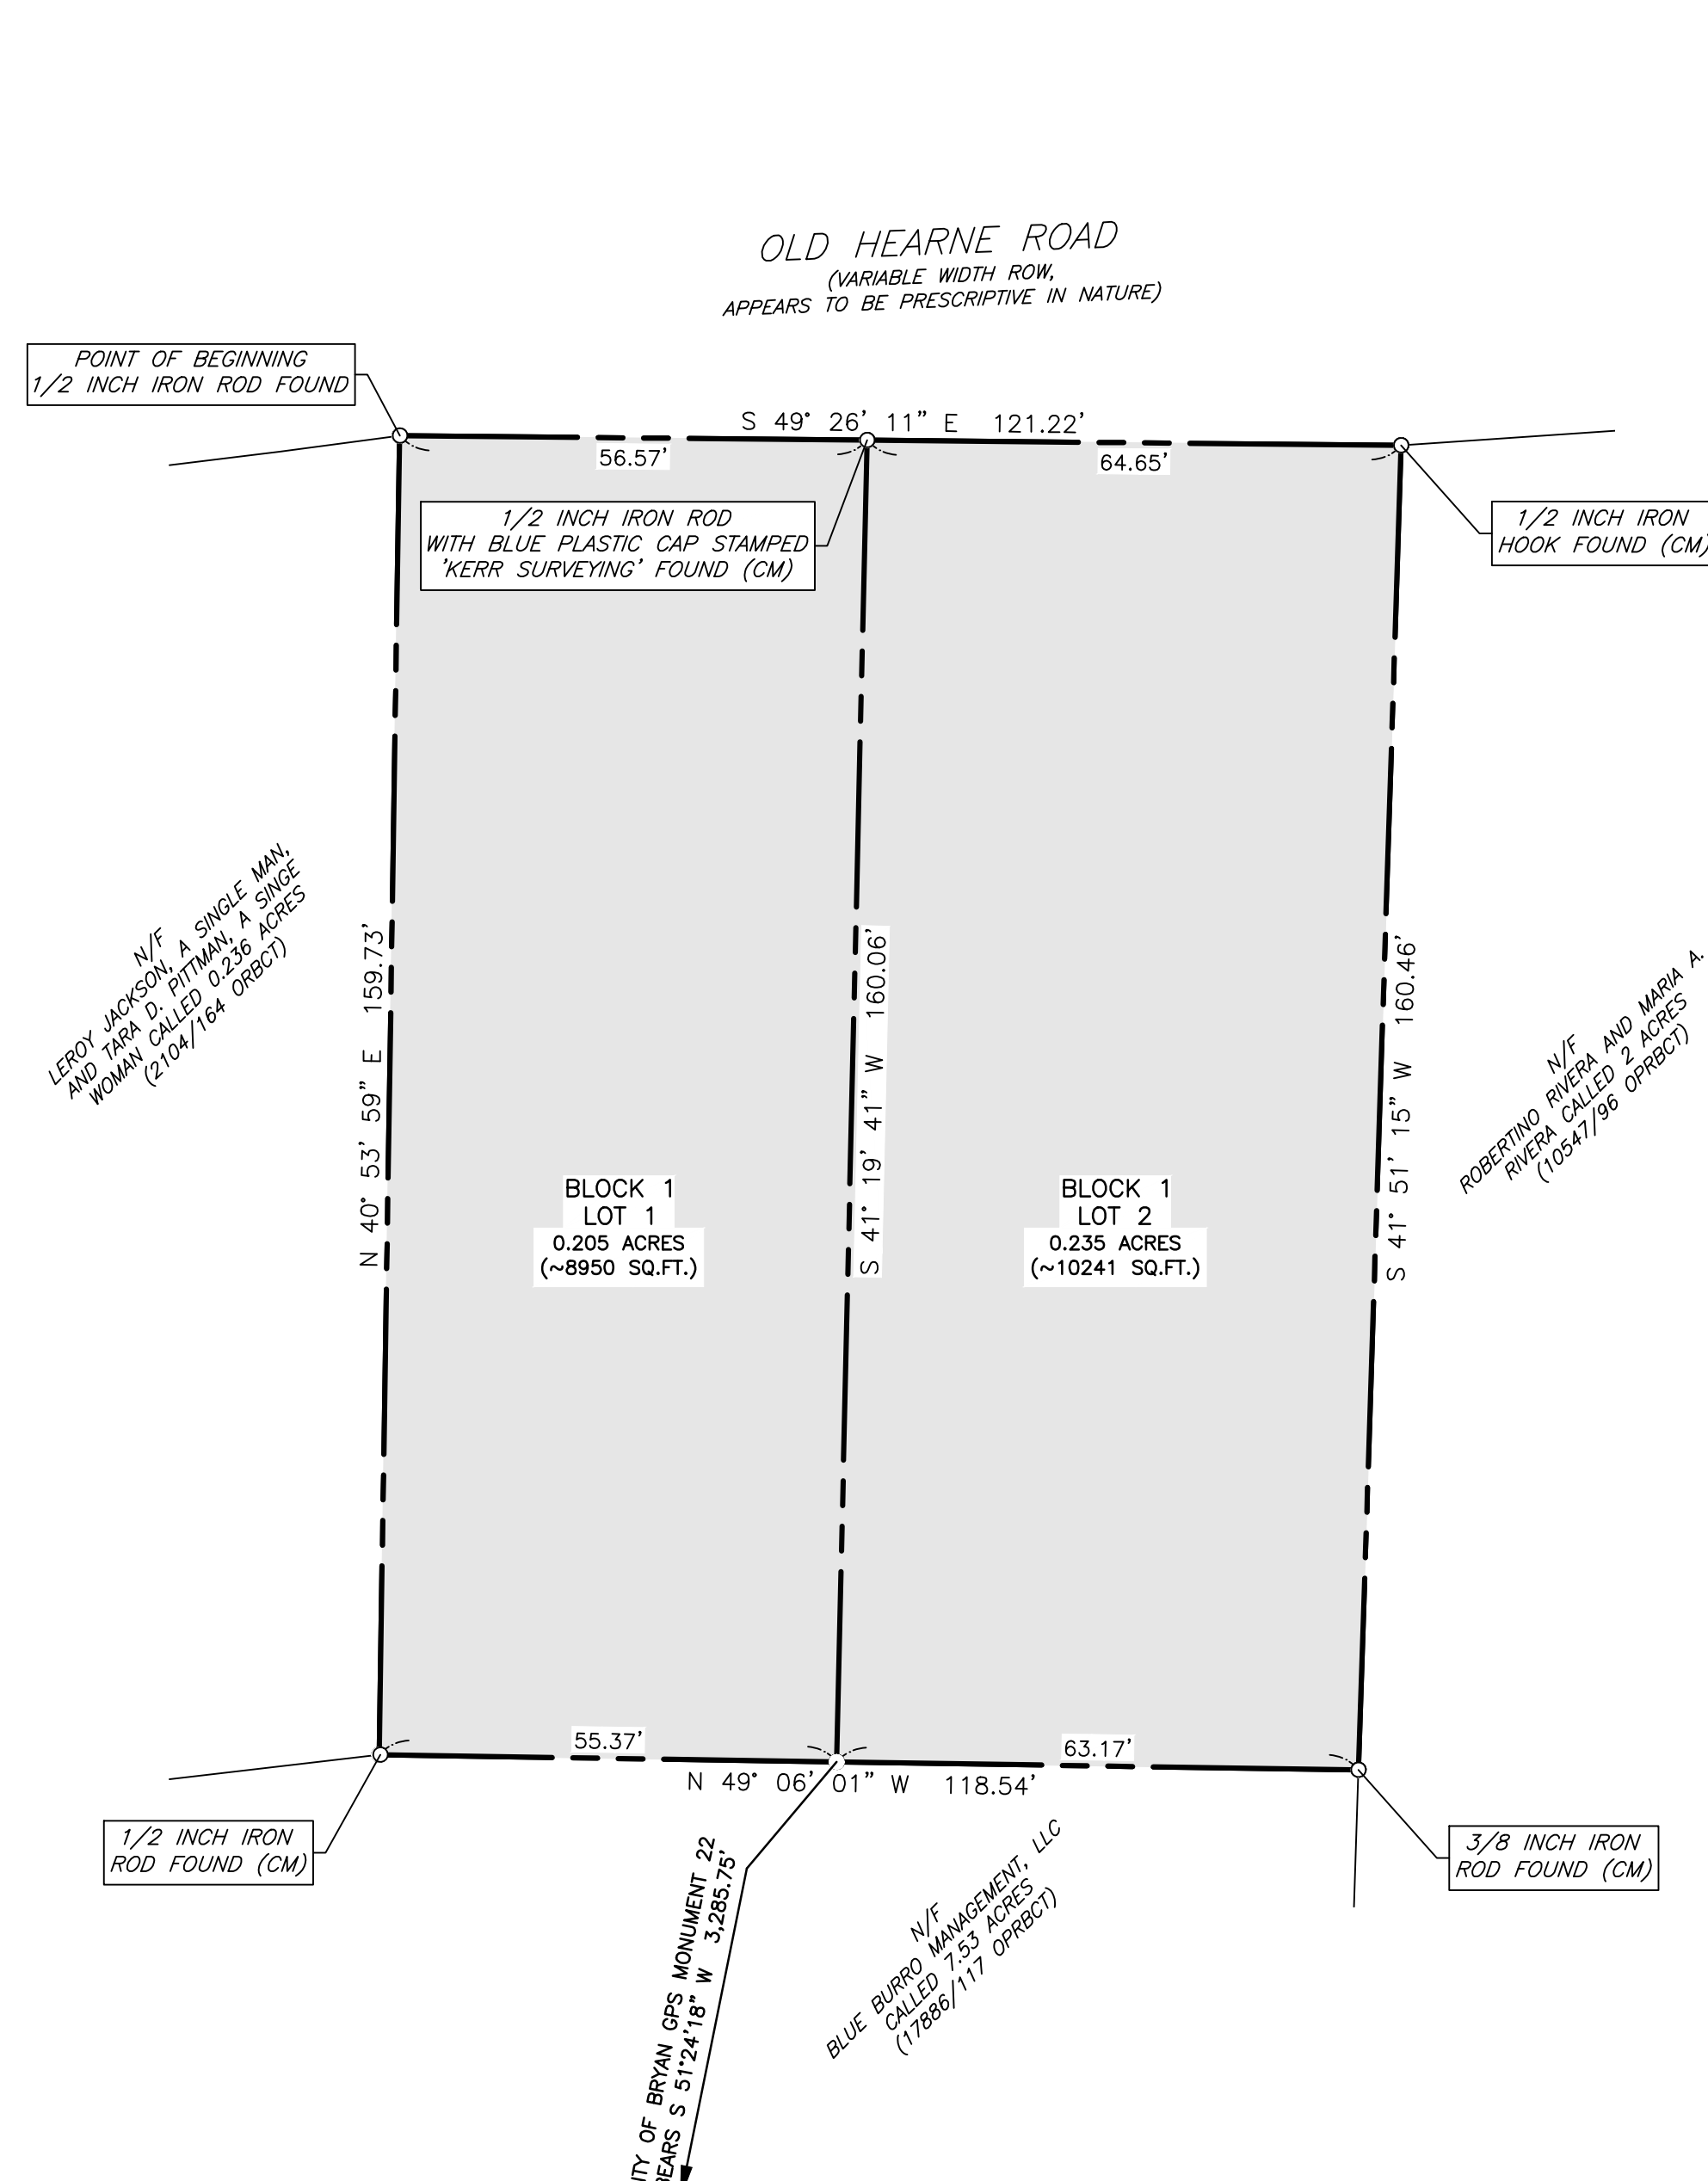 OLD HEARNE ROAD
(VARIABLE WIDTH ROW,
APPEARS TO BE PRESCRIPTIVE IN NATURE)
POINT OF BEGINNING
1/2 INCH IRON ROD FOUND
S 49° 26' 11" E 121.22'
56.57'
64.65'
1/2 INCH IRON ROD
WITH BLUE PLASTIC CAP STAMPED
'KERR SURVEYING' FOUND (CM)
1/2 INCH IRON
HOOK FOUND (CM)
N/F
LEROY JACKSON, A SINGLE MAN,
AND TARA D. PITTMAN, A SINGE
WOMAN CALLED 0.236 ACRES
(2104/164 ORBCT)
N 40° 53' 59" E 159.73'
S 41° 19' 41" W 160.06'
S 41° 51' 15" W 160.46'
N/F
ROBERTINO RIVERA AND MARIA A.
RIVERA CALLED 2 ACRES
(10547/96 OPRBCT)
BLOCK 1
LOT 1
0.205 ACRES
(~8950 SQ.FT.)
BLOCK 1
LOT 2
0.235 ACRES
(~10241 SQ.FT.)
55.37'
63.17'
N 49° 06' 01" W 118.54'
1/2 INCH IRON
ROD FOUND (CM)
3/8 INCH IRON
ROD FOUND (CM)
OF BRYAN GPS MONUMENT 22
BEARS S 51°24'18" W 3,285.75'
N/F
BLUE BURRO MANAGEMENT, LLC
CALLED 7.53 ACRES
(17886/117 OPRBCT)